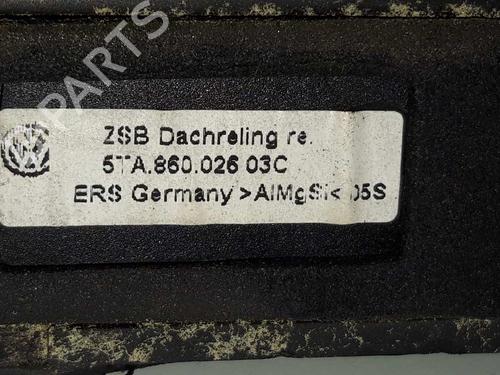 PARTS
ZSB Dachreling re.
5TA.860.026 03C
ERS Germany >AlMgSi< 05S